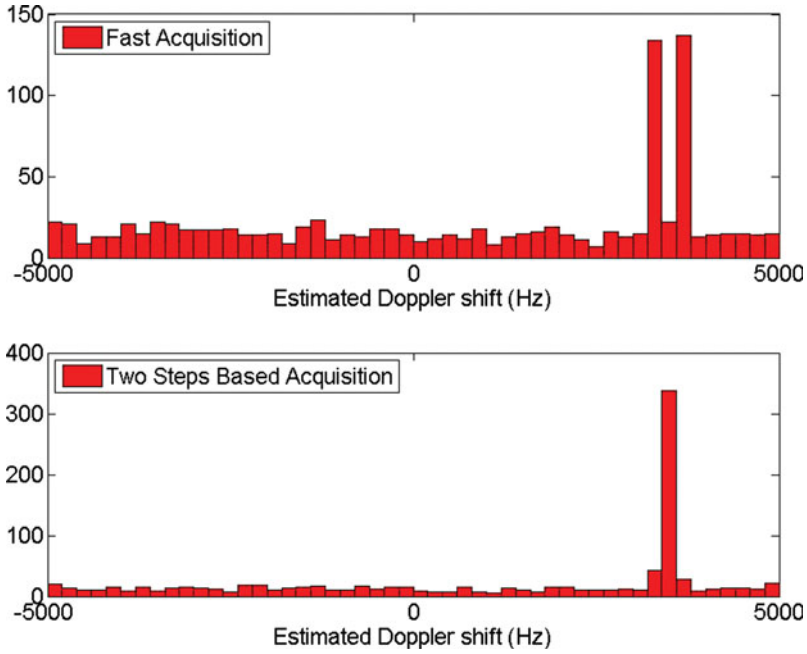 150
Fast Acquisition
100
50
0
-5000 0 5000
Estimated Doppler shift (Hz)
400
Two Steps Based Acquisition
300
200
100
0
-5000 0 5000
Estimated Doppler shift (Hz)